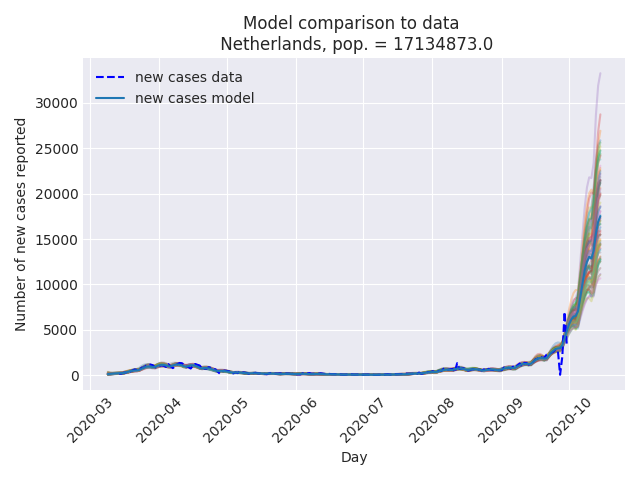 Model comparison to data
Netherlands, pop. = 17134873.0
new cases data
new cases model
Number of new cases reported
30000
25000
20000
15000
10000
5000
0
2020-03
2020-04
2020-05
2020-06
2020-07
2020-08
2020-09
2020-10
Day